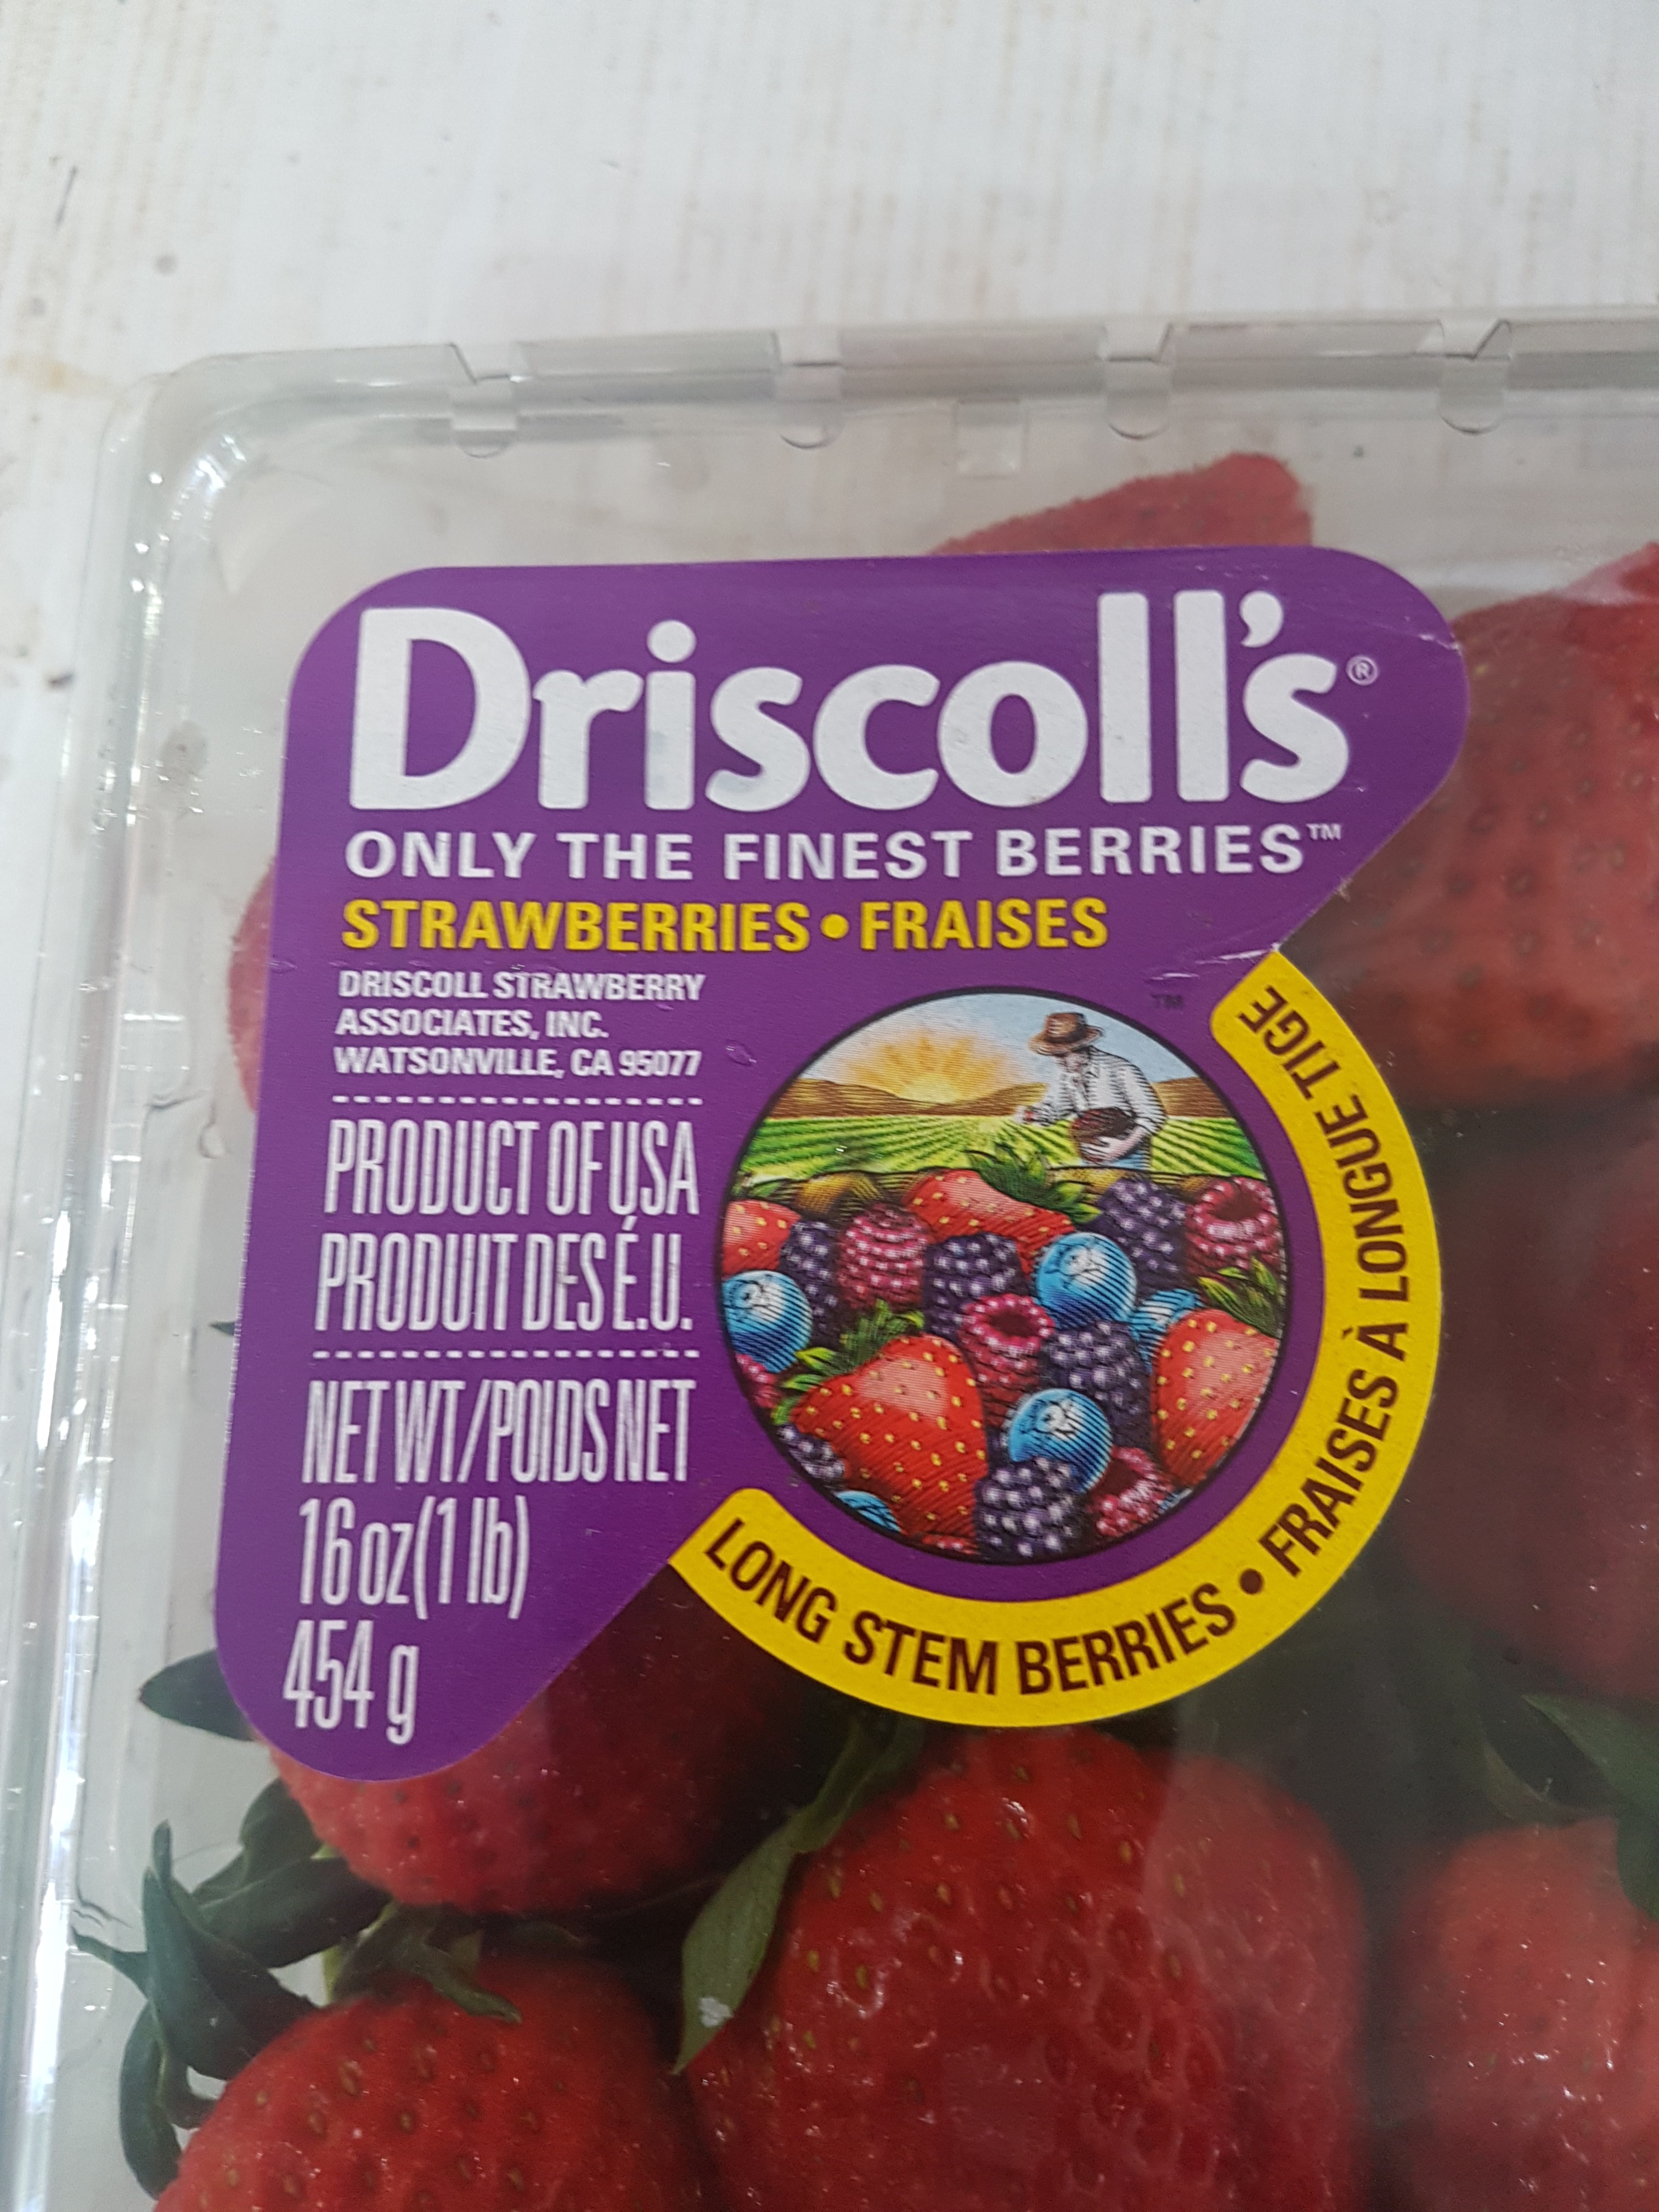 Driscoll's®
ONLY THE FINEST BERRIES™
STRAWBERRIES • FRAISES
DRISCOLL STRAWBERRY
ASSOCIATES, INC.
WATSONVILLE, CA 95077
PRODUCT OF USA
PRODUIT DES É.U.
NET WT/POIDS NET
16 oz (1 lb)
454 g
TM
LONG STEM BERRIES • FRAISES À LONGUE TIGE